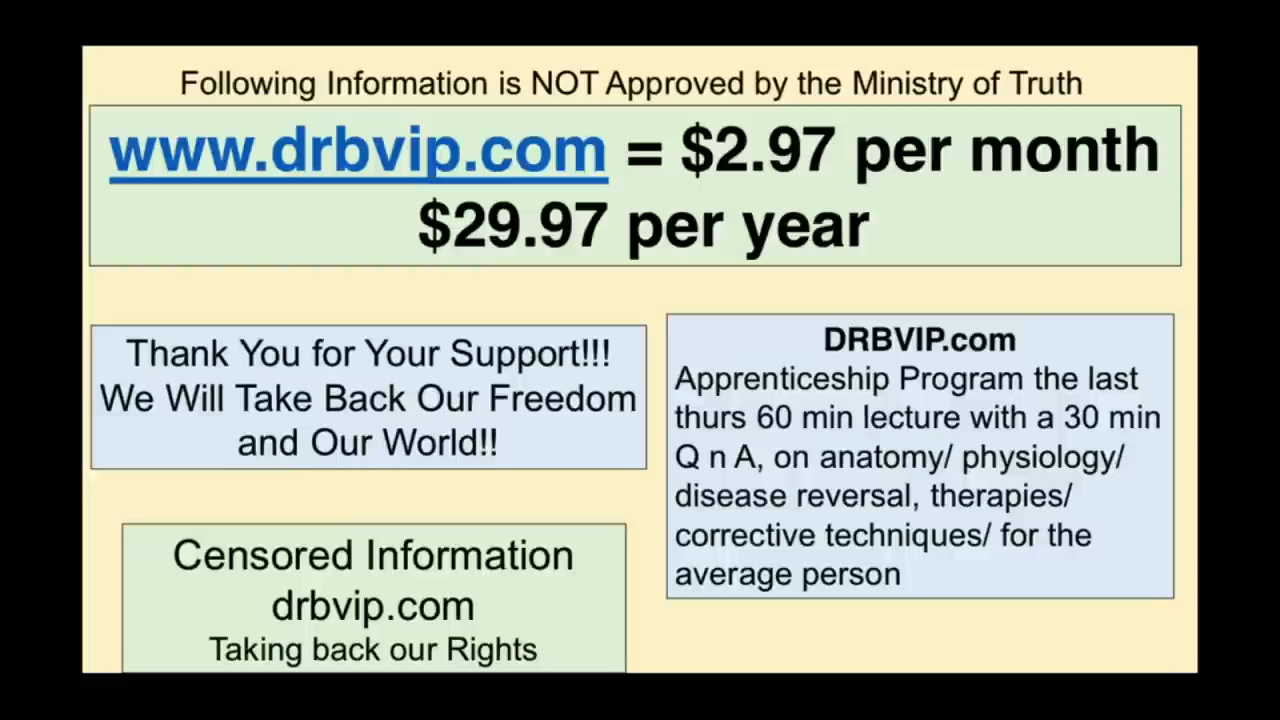 Following Information is NOT Approved by the Ministry of Truth
www.drbvip.com = $2.97 per month
$29.97 per year
Thank You for Your Support!!!
We Will Take Back Our Freedom
and Our World!!
DRBVIP.com
Apprenticeship Program the last
thurs 60 min lecture with a 30 min
Q n A, on anatomy/ physiology/
disease reversal, therapies/
corrective techniques/ for the
average person
Censored Information
drbvip.com
Taking back our Rights